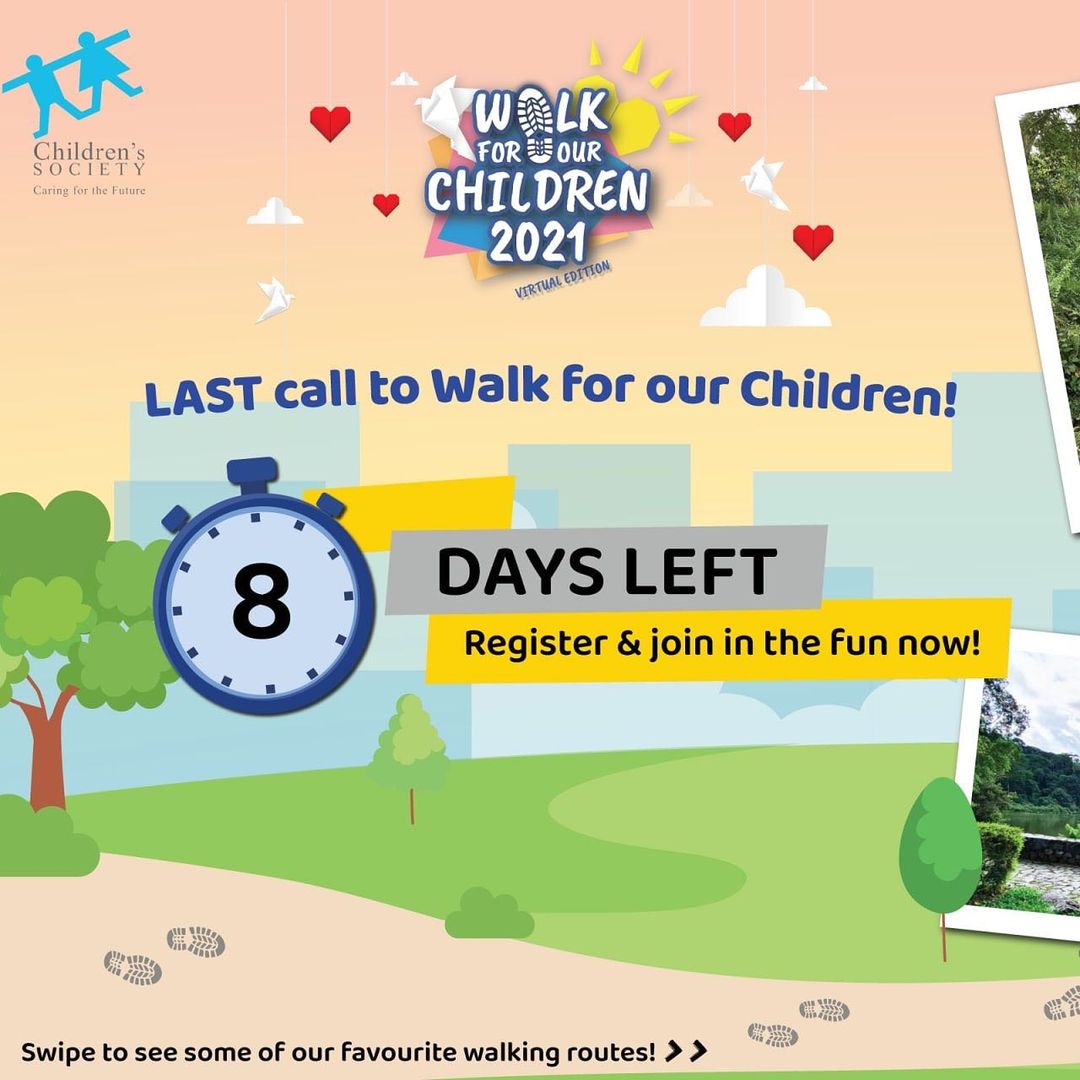 Children's
SOCIETY
Caring for the Future
WALK
FOR OUR
CHILDREN
2021
VIRTUAL EDITION
LAST call to Walk for our Children!
8
DAYS LEFT
Register & join in the fun now!
Swipe to see some of our favourite walking routes!